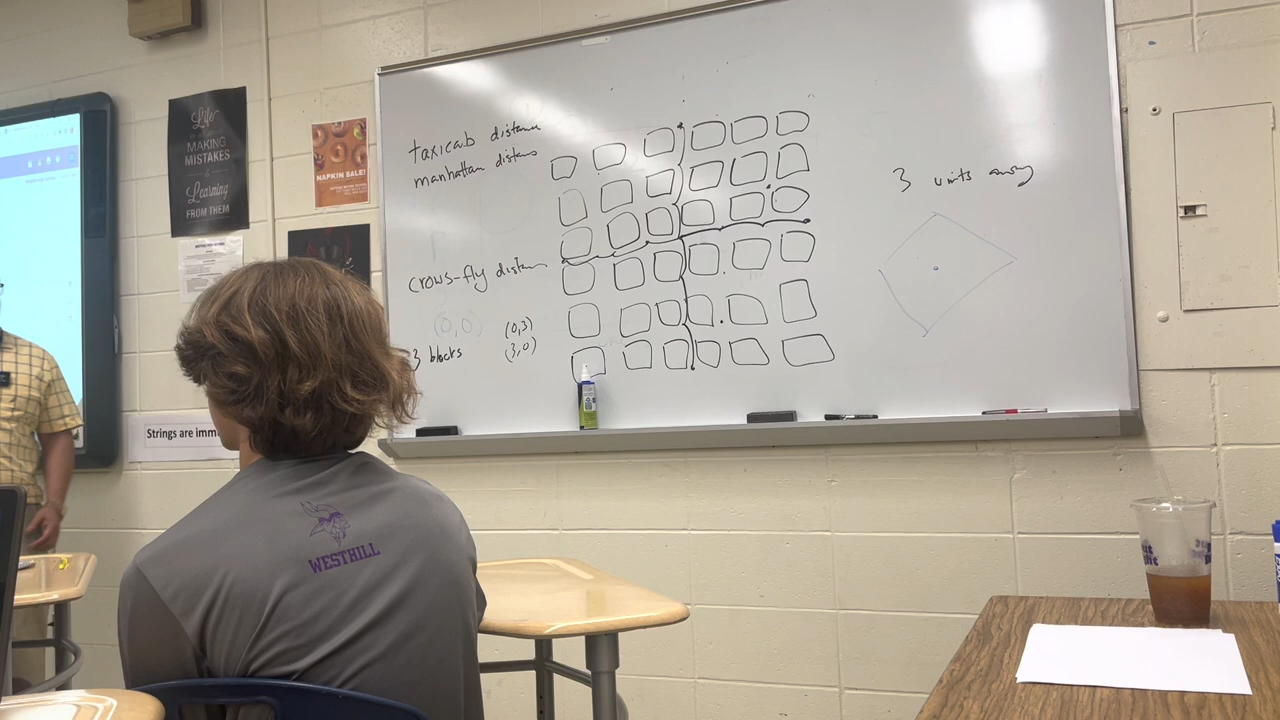 Life
MAKING
MISTAKES
Learning
FROM THEM
NAPKIN SALE!
taxicab distance
manhattan distance
crows-fly distance
(0,0) (0,3)
3 blocks (3,0)
3 units away
Strings are imm
WESTHILL